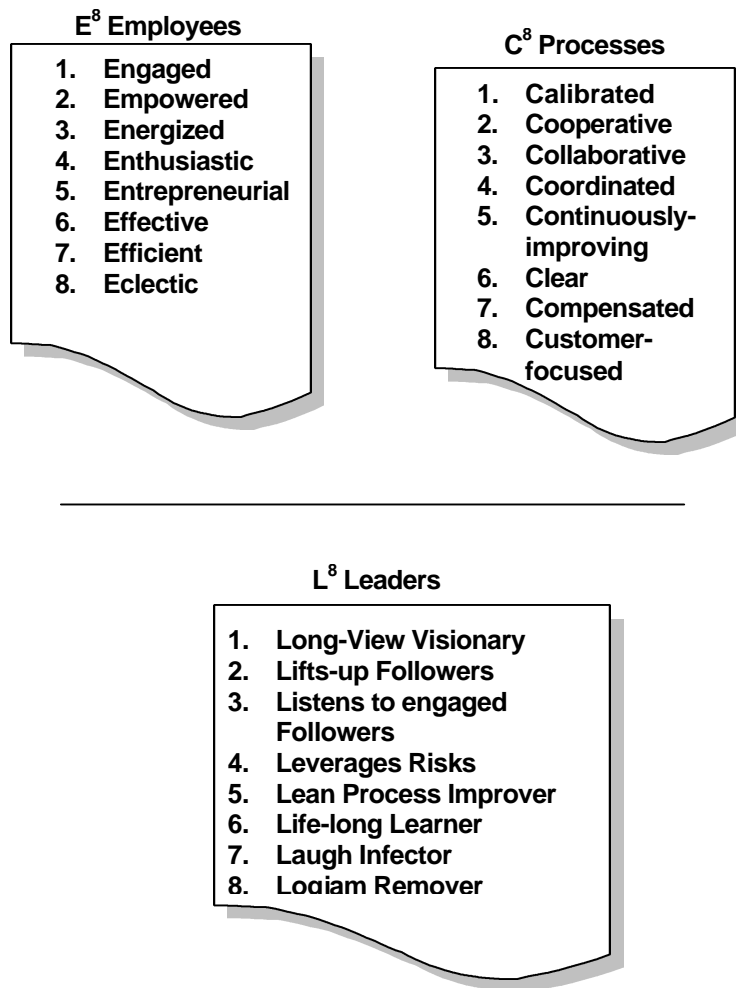 E⁸ Employees
1. Engaged
2. Empowered
3. Energized
4. Enthusiastic
5. Entrepreneurial
6. Effective
7. Efficient
8. Eclectic
C⁸ Processes
1. Calibrated
2. Cooperative
3. Collaborative
4. Coordinated
5. Continuously-
improving
6. Clear
7. Compensated
8. Customer-
focused
L⁸ Leaders
1. Long-View Visionary
2. Lifts-up Followers
3. Listens to engaged
Followers
4. Leverages Risks
5. Lean Process Improver
6. Life-long Learner
7. Laugh Infector
8. Logjam Remover